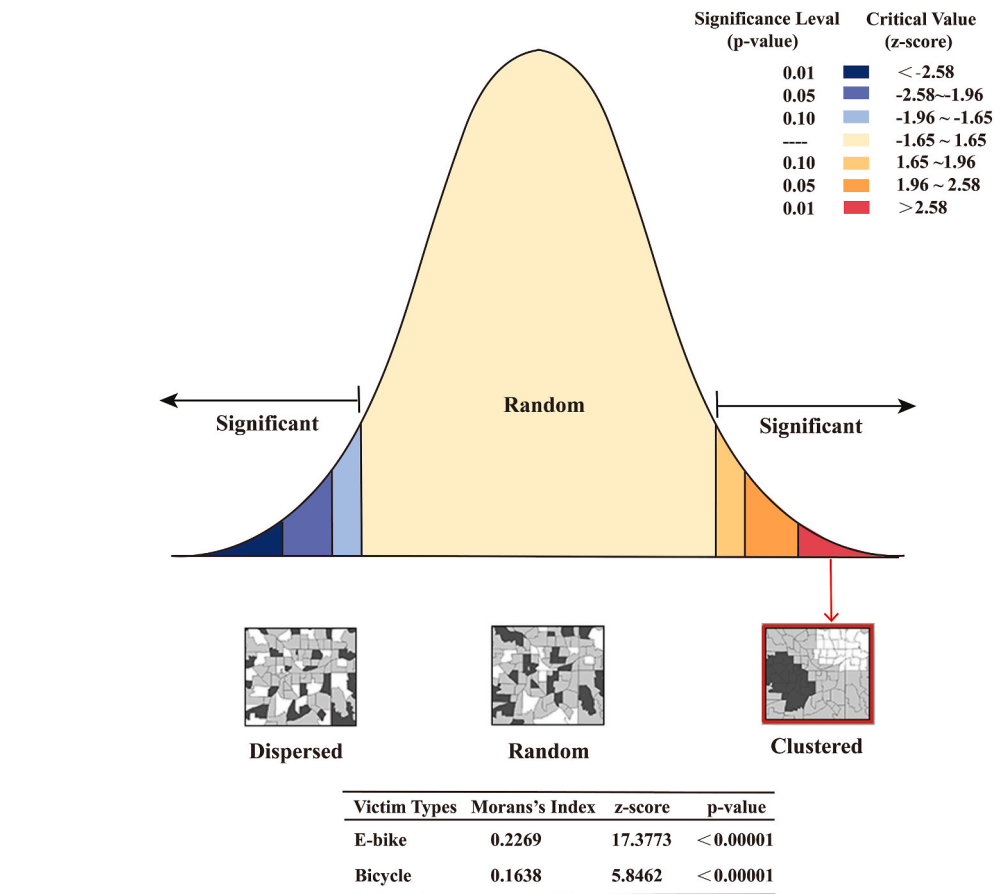 Significance Leval Critical Value
(p-value) (z-score)
0.01 < -2.58
0.05 -2.58~-1.96
0.10 -1.96 ~ -1.65
---- -1.65 ~ 1.65
0.10 1.65 ~1.96
0.05 1.96 ~ 2.58
0.01 >2.58
Random
Significant
Significant
Dispersed
Random
Clustered
Victim Types Morans's Index z-score p-value
E-bike 0.2269 17.3773 <0.00001
Bicycle 0.1638 5.8462 <0.00001